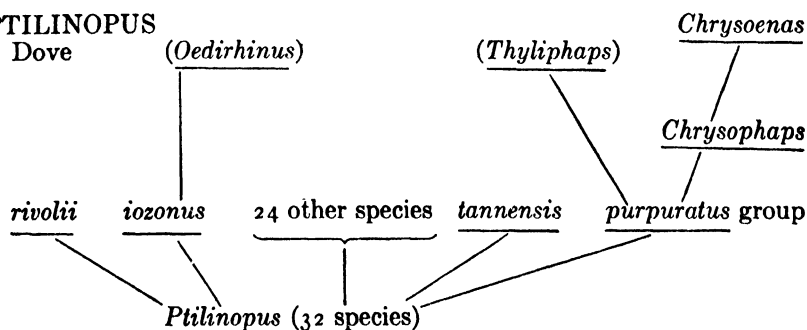 PTILINOPUS
Dove (Oedirhinus) (Thyliphaps) Chrysoenas
Chrysophaps
rivolii iozonus 24 other species tannensis purpuratus group
Ptilinopus (32 species)